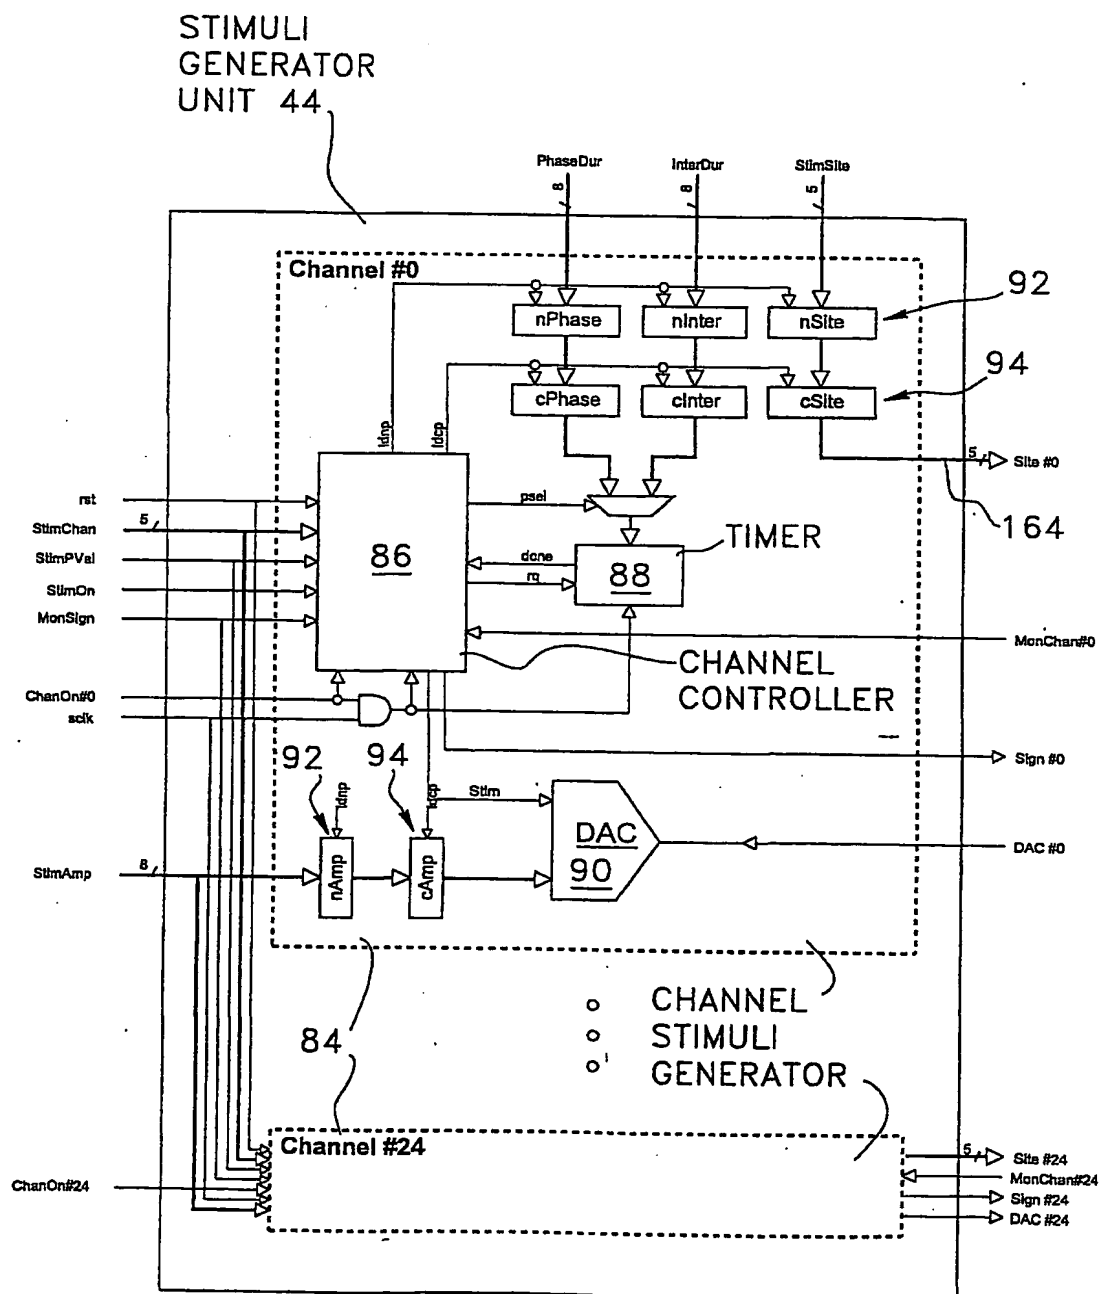 STIMULI
GENERATOR
UNIT 44
PhaseDur
InterDur
StimSite
8
8
5
Channel #0
nPhase
nInter
nSite
92
cPhase
cInter
cSite
94
ldnp
ldcp
5
Site #0
164
rst
StimChan
5
StimPVal
StimOn
MonSign
86
psel
done
rq
TIMER
88
MonChan#0
CHANNEL
CONTROLLER
ChanOn#0
sclk
Sign #0
92
94
ldnp
ldcp
Stim
DAC
90
DAC #0
StimAmp
8
nAmp
cAmp
84
CHANNEL
STIMULI
GENERATOR
Channel #24
ChanOn#24
5
Site #24
MonChan#24
Sign #24
DAC #24